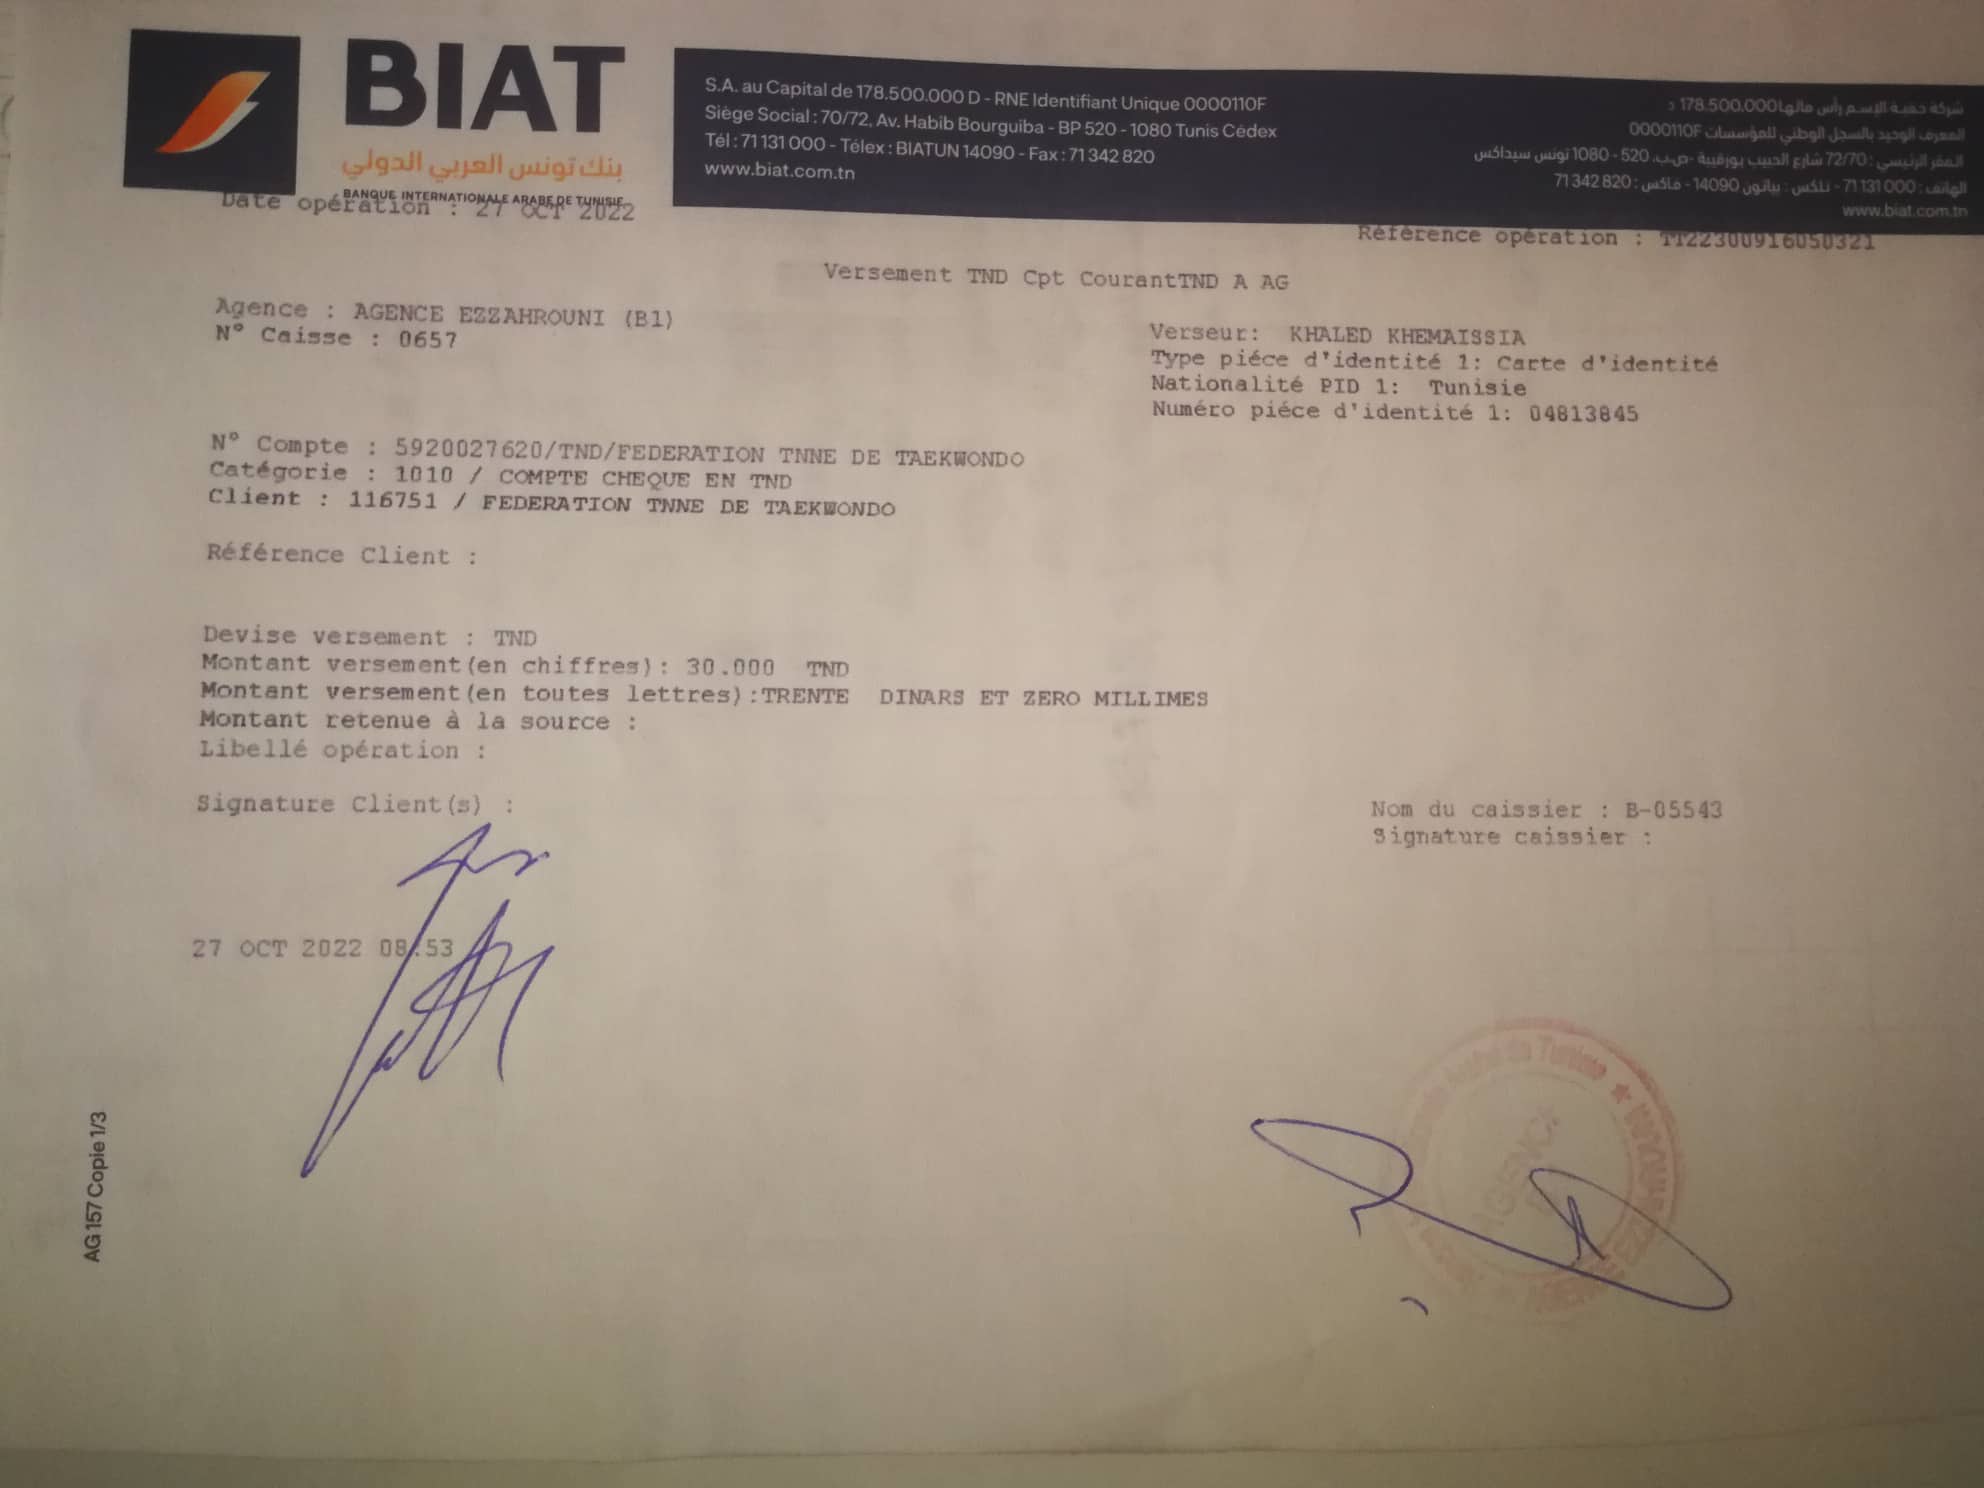 BIAT
بنك تونس العربي الدولي
BANQUE INTERNATIONALE ARABE DE TUNISIE
S.A. au Capital de 178.500.000 D - RNE Identifiant Unique 0000110F
Siège Social : 70/72, Av. Habib Bourguiba - BP 520 - 1080 Tunis Cédex
Tél : 71 131 000 - Télex : BIATUN 14090 - Fax : 71 342 820
www.biat.com.tn
شركة خفية الإسم رأس مالها 178.500.000 د
المعرف الوحيد بالسجل الوطني للمؤسسات 0000110F
المقر الرئيسي : 72/70 شارع الحبيب بورقيبة -ص.ب. 520 - 1080 تونس سيداكس
الهاتف : 71 131 000 - تلكس : بياتون 14090 - فاكس : 71 342 820
www.biat.com.tn
Date opération : 27 OCT 2022
Référence opération : TT22300916050321
Versement TND Cpt CourantTND A AG
Agence : AGENCE EZZAHROUNI (B1)
N° Caisse : 0657
Verseur: KHALED KHEMAISSIA
Type piéce d'identité 1: Carte d'identité
Nationalité PID 1: Tunisie
Numéro piéce d'identité 1: 04813845
N° Compte : 5920027620/TND/FEDERATION TNNE DE TAEKWONDO
Catégorie : 1010 / COMPTE CHEQUE EN TND
Client : 116751 / FEDERATION TNNE DE TAEKWONDO
Référence Client :
Devise versement : TND
Montant versement(en chiffres): 30.000 TND
Montant versement(en toutes lettres):TRENTE DINARS ET ZERO MILLIMES
Montant retenue à la source :
Libellé opération :
Signature Client(s) :
Nom du caissier : B-05543
Signature caissier :
27 OCT 2022 08:53
Arabe de Tunisie
AGENCE
AG 157 Copie 1/3